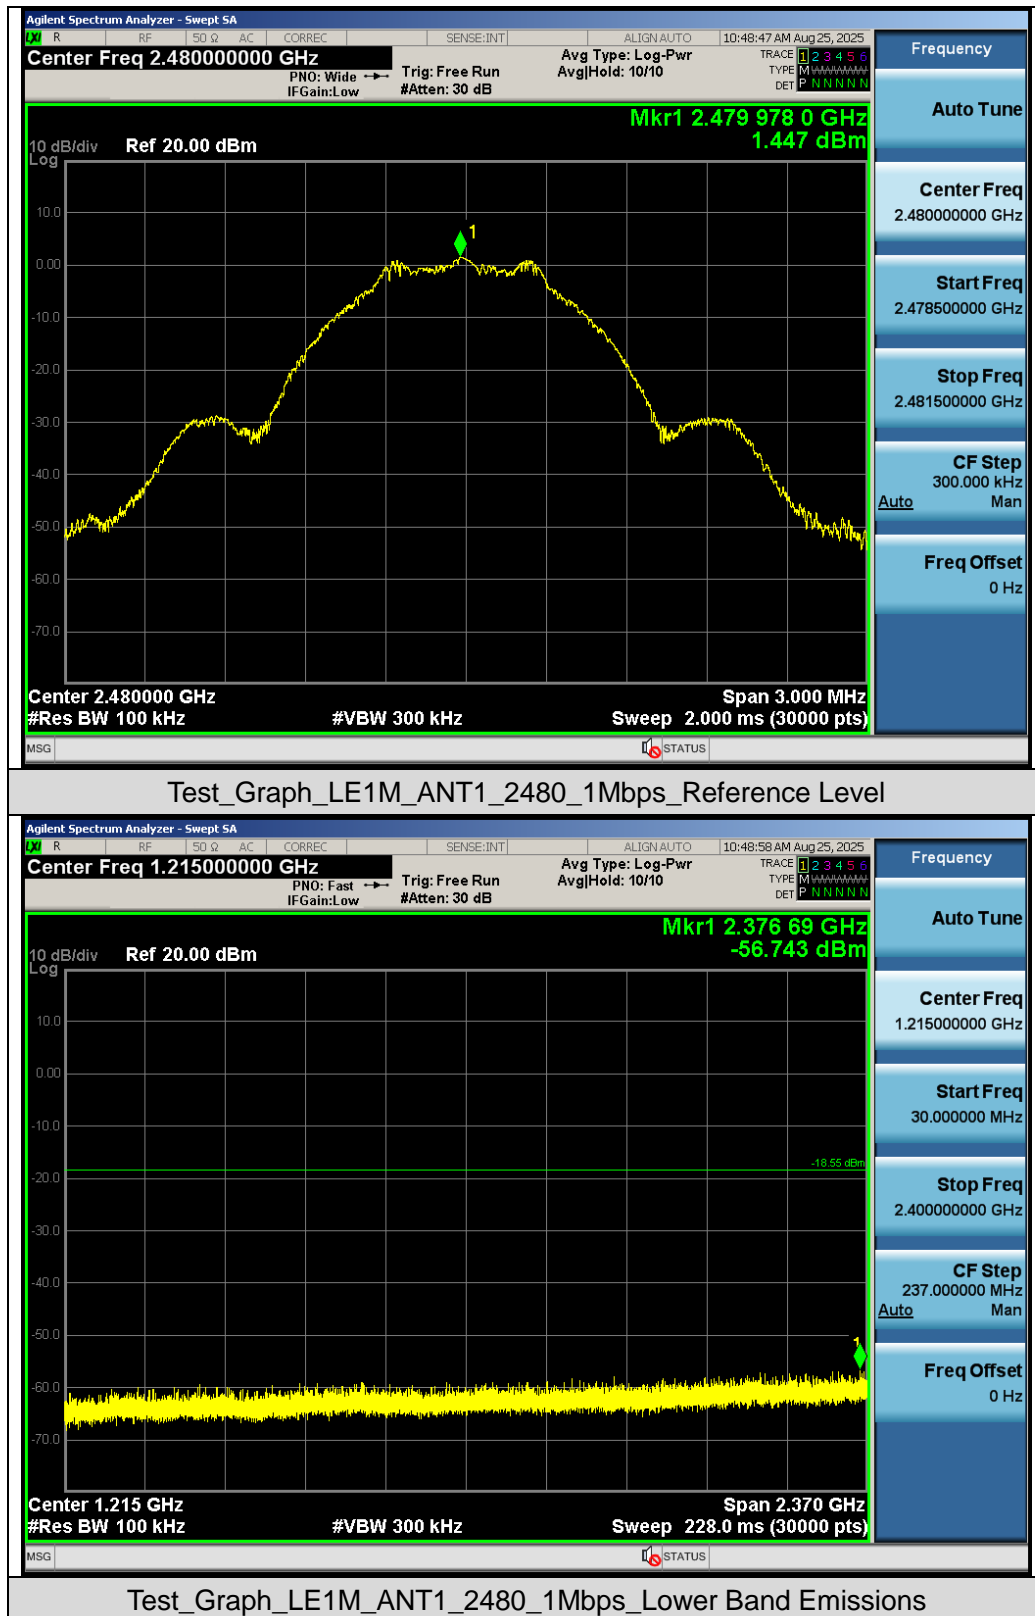 Agilent Spectrum Analyzer - Swept SA
LXI R RF 50 Ω AC CORREC SENSE:INT ALIGN AUTO 10:48:47 AM Aug 25, 2025
Center Freq 2.480000000 GHz
PNO: Wide
IFGain:Low
Trig: Free Run
#Atten: 30 dB
Avg Type: Log-Pwr
Avg|Hold: 10/10
TRACE 1 2 3 4 5 6
TYPE M WWWWW
DET P N N N N N
Mkr1 2.479 978 0 GHz
1.447 dBm
10 dB/div Ref 20.00 dBm
Log
10.0
1
0.00
-10.0
-20.0
-30.0
-40.0
-50.0
-60.0
-70.0
Center 2.480000 GHz Span 3.000 MHz
#Res BW 100 kHz #VBW 300 kHz Sweep 2.000 ms (30000 pts)
MSG STATUS
Frequency
Auto Tune
Center Freq
2.480000000 GHz
Start Freq
2.478500000 GHz
Stop Freq
2.481500000 GHz
CF Step
300.000 kHz
Auto Man
Freq Offset
0 Hz
Test_Graph_LE1M_ANT1_2480_1Mbps_Reference Level
Agilent Spectrum Analyzer - Swept SA
LXI R RF 50 Ω AC CORREC SENSE:INT ALIGN AUTO 10:48:58 AM Aug 25, 2025
Center Freq 1.215000000 GHz
PNO: Fast
IFGain:Low
Trig: Free Run
#Atten: 30 dB
Avg Type: Log-Pwr
Avg|Hold: 10/10
TRACE 1 2 3 4 5 6
TYPE M WWWWW
DET P N N N N N
Mkr1 2.376 69 GHz
-56.743 dBm
10 dB/div Ref 20.00 dBm
Log
10.0
0.00
-10.0
-18.55 dBm
-20.0
-30.0
-40.0
-50.0
1
-60.0
-70.0
Center 1.215 GHz Span 2.370 GHz
#Res BW 100 kHz #VBW 300 kHz Sweep 228.0 ms (30000 pts)
MSG STATUS
Frequency
Auto Tune
Center Freq
1.215000000 GHz
Start Freq
30.000000 MHz
Stop Freq
2.400000000 GHz
CF Step
237.000000 MHz
Auto Man
Freq Offset
0 Hz
Test_Graph_LE1M_ANT1_2480_1Mbps_Lower Band Emissions